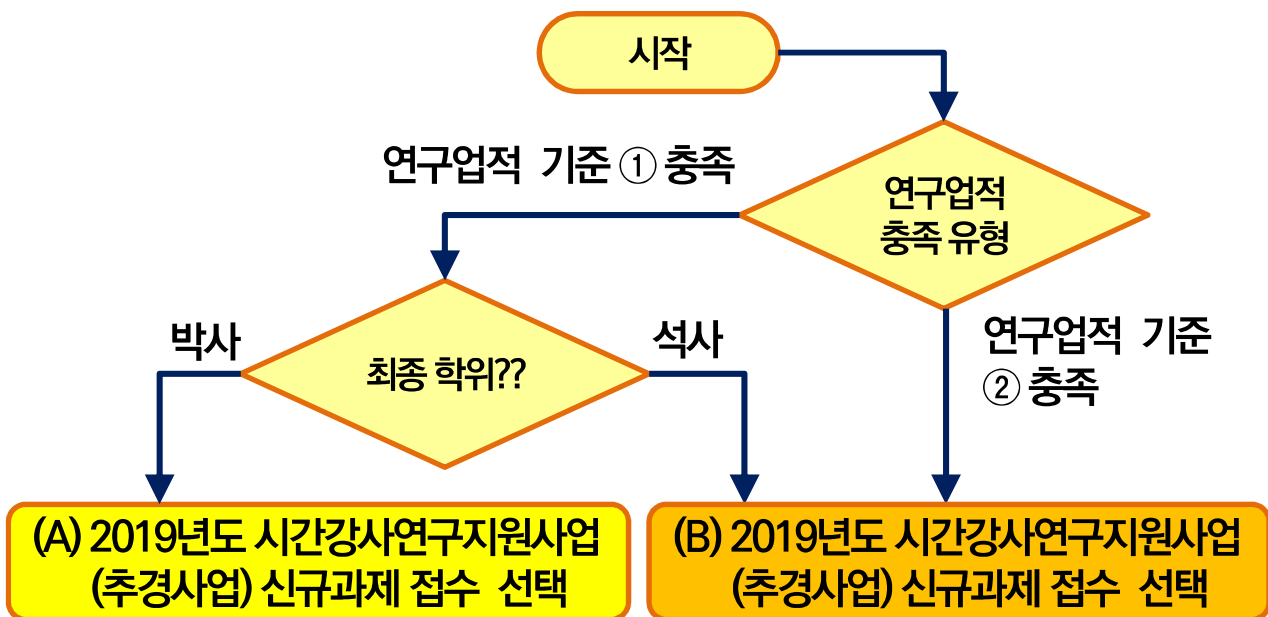 시작
연구업적 기준 ① 충족
연구업적
충족 유형
박사
최종 학위??
석사
연구업적 기준
② 충족
(A) 2019년도 시간강사연구지원사업
(추경사업) 신규과제 접수 선택
(B) 2019년도 시간강사연구지원사업
(추경사업) 신규과제 접수 선택